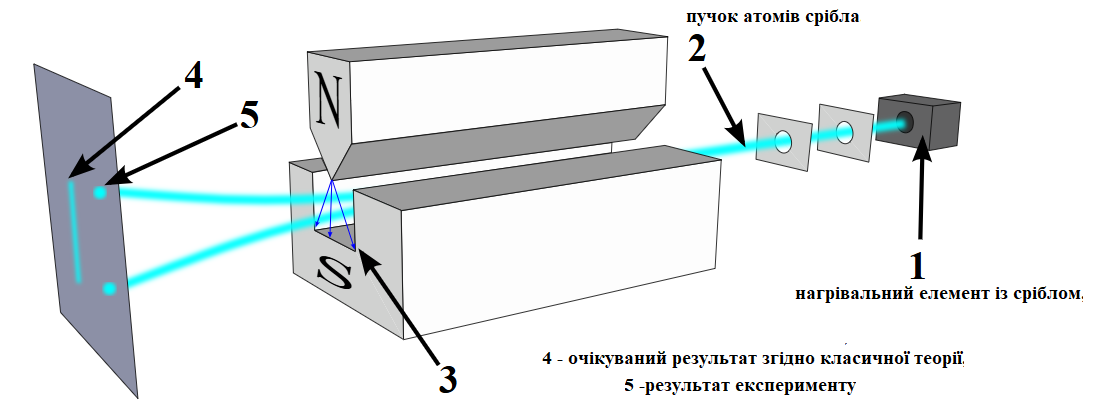 пучок атомів срібла
2
4
5
N
1
нагрівальний елемент із сріблом,
S
3
4 - очікуваний результат згідно класичної теорії,
5 -результат експерименту